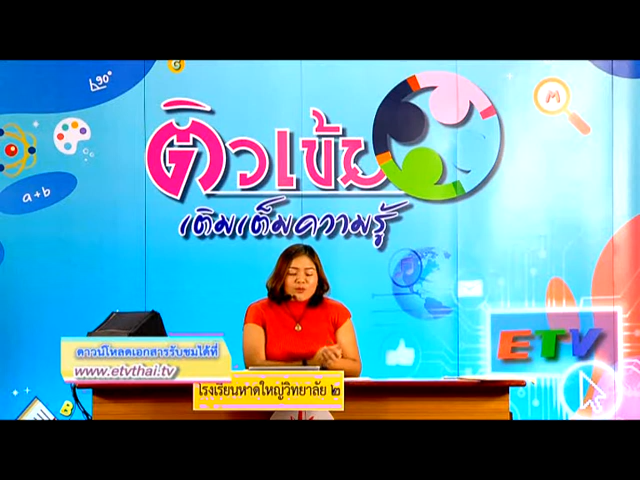 90°
ติวเข้ม
M
a+b
เติมเต็มความรู้
ETV
ดาวน์โหลดเอกสารรับชมได้ที่
www.etvthai.tv
โรงเรียนหาดใหญ่วิทยาลัย ๒
B